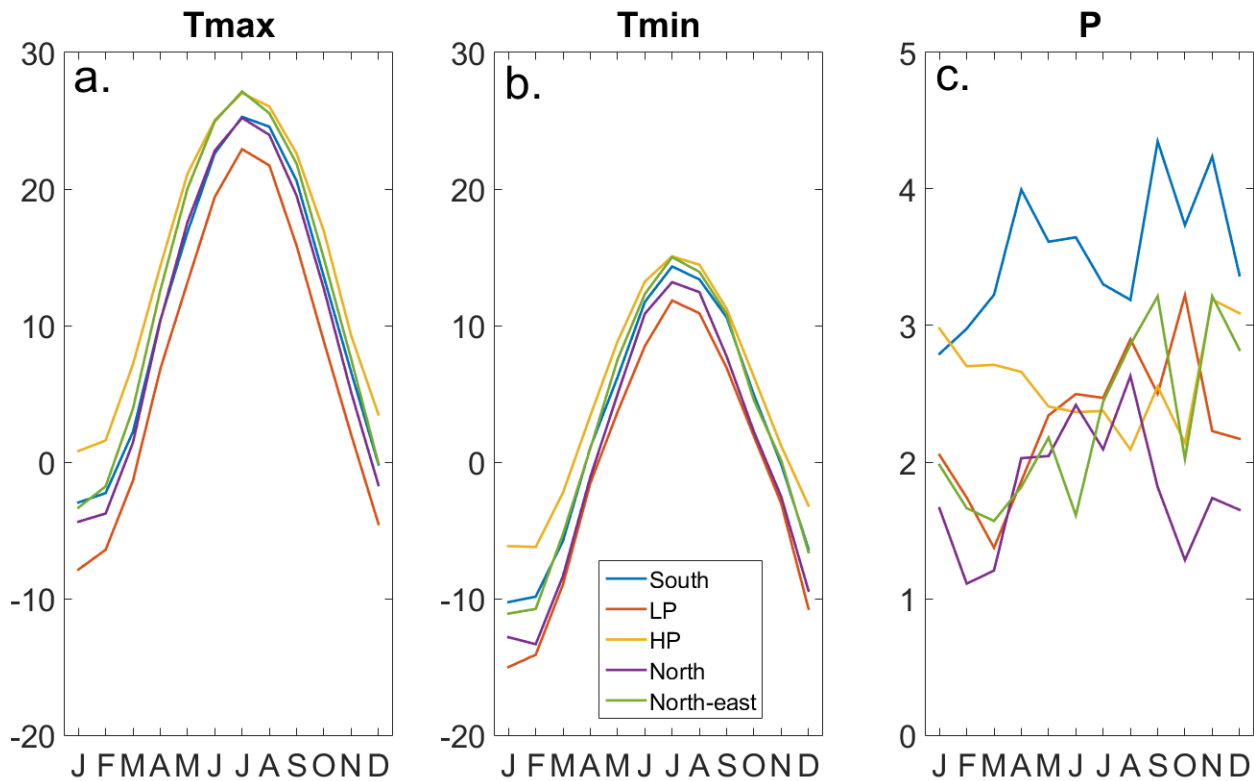 Tmax
Tmin
P
a.
b.
c.
30
20
10
0
-10
-20
J F M A M J J A S O N D
30
20
10
0
-10
-20
J F M A M J J A S O N D
South
LP
HP
North
North-east
5
4
3
2
1
0
J F M A M J J A S O N D